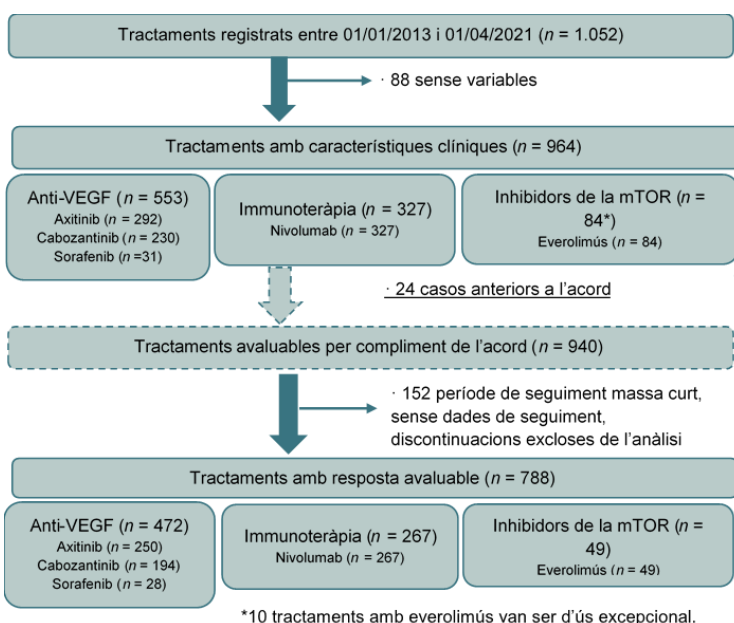 Tractaments registrats entre 01/01/2013 i 01/04/2021 (n = 1.052)
· 88 sense variables
Tractaments amb característiques clíniques (n = 964)
Anti-VEGF (n = 553)
Axitinib (n = 292)
Cabozantinib (n = 230)
Sorafenib (n =31)
Immunoteràpia (n = 327)
Nivolumab (n = 327)
Inhibidors de la mTOR (n =
84*)
Everolimús (n = 84)
· 24 casos anteriors a l’acord
Tractaments avaluables per compliment de l’acord (n = 940)
· 152 període de seguiment massa curt,
sense dades de seguiment,
discontinuacions excloses de l’anàlisi
Tractaments amb resposta avaluable (n = 788)
Anti-VEGF (n = 472)
Axitinib (n = 250)
Cabozantinib (n = 194)
Sorafenib (n = 28)
Immunoteràpia (n = 267)
Nivolumab (n = 267)
Inhibidors de la mTOR (n =
49)
Everolimús (n = 49)
*10 tractaments amb everolimús van ser d’ús excepcional.